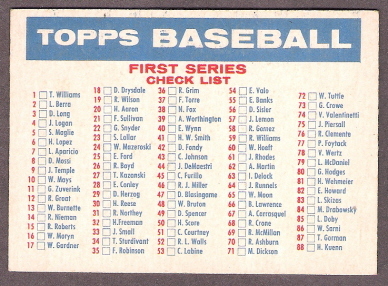 TOPPS BASEBALL
FIRST SERIES
CHECK LIST
1 T. Williams
2 L. Berra
3 D. Long
4 J. Logan
5 S. Maglie
6 H. Lopez
7 L. Aparicio
8 D. Mossi
9 J. Temple
10 W. Mays
11 G. Zuverink
12 R. Groat
13 W. Burnette
14 R. Nieman
15 R. Roberts
16 W. Moryn
17 W. Gardner
18 D. Drysdale
19 R. Wilson
20 H. Aaron
21 F. Sullivan
22 G. Snyder
23 S. Lollar
24 W. Mazeroski
25 E. Ford
26 R. Boyd
27 T. Kazanski
28 E. Conley
29 D. Herzog
30 H. Reese
31 R. Northey
32 H. Freeman
33 J. Small
34 T. Sturdivant
35 F. Robinson
36 R. Grim
37 F. Torre
38 N. Fox
39 A. Worthington
40 E. Wynn
41 H. W. Smith
42 D. Fondy
43 C. Johnson
44 J. DeMaestri
45 C. Furillo
46 R. J. Miller
47 D. Blasingame
48 W. Bruton
49 D. Spencer
50 H. Score
51 C. Courtney
52 R. L. Walls
53 C. Labine
54 E. Valo
55 E. Banks
56 D. Sisler
57 J. Lemon
58 R. Gomez
59 R. Williams
60 W. Hoeft
61 J. Rhodes
62 A. Martin
63 I. Delock
64 J. Runnels
65 W. Moon
66 B. Lawrence
67 A. Carrasquel
68 R. Crone
69 R. McMillan
70 R. Ashburn
71 M. Dickson
72 W. Tuttle
73 G. Crowe
74 V. Valentinetti
75 J. Piersall
76 R. Clemente
77 P. Foytack
78 V. Wertz
79 L. McDaniel
80 G. Hodges
81 H. Wehmeier
82 E. Howard
83 L. Skizas
84 M. Drabowsky
85 L. Doby
86 W. Sarni
87 T. Gorman
88 H. Kuenn